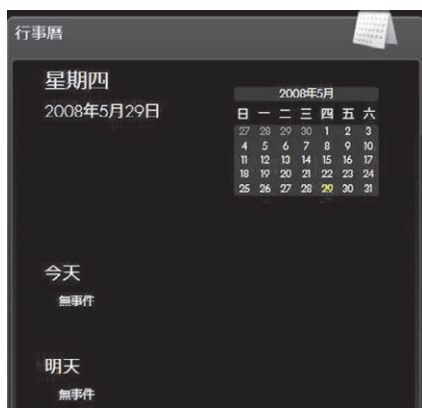 行事曆
星期四
2008年5月29日
2008年5月
日 一 二 三 四 五 六
27 28 29 30 1 2 3
4 5 6 7 8 9 10
11 12 13 14 15 16 17
18 19 20 21 22 23 24
25 26 27 28 29 30 31
今天
無事件
明天
無事件